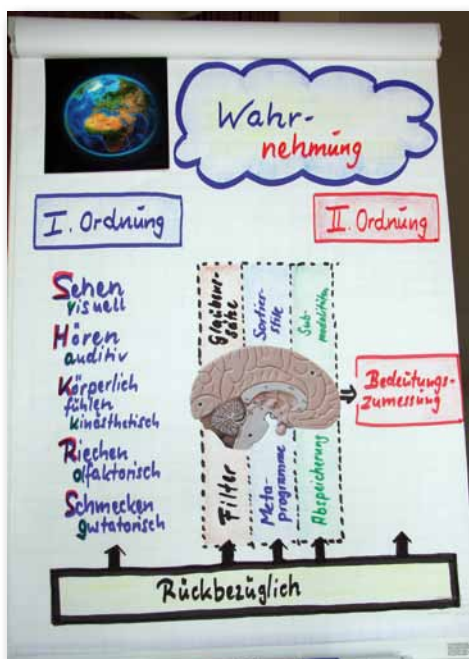 Wahr-
nehmung
I. Ordnung
II. Ordnung
Sehen
visuell
Hören
auditiv
Körperlich
fühlen
kinästhetisch
Riechen
olfaktorisch
Schmecken
gustatorisch
Glaubens-
sätze
Filter
Sortier-
stile
Meta-
programme
Sub-
modalitäten
Abspeicherung
Bedeutungs-
zumessung
Rückbezüglich